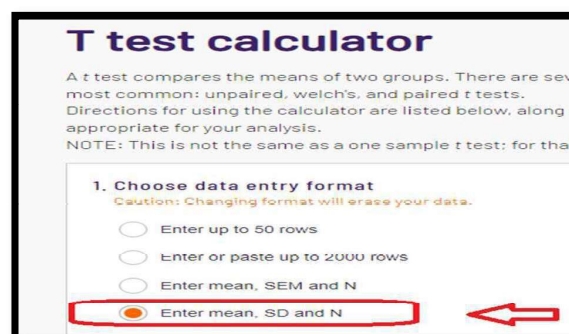 T test calculator
A t test compares the means of two groups. There are sev
most common: unpaired, welch's, and paired t tests.
Directions for using the calculator are listed below, along
appropriate for your analysis.
NOTE: This is not the same as a one sample t test; for tha
1. Choose data entry format
Caution: Changing format will erase your data.
Enter up to 50 rows
Enter or paste up to 2000 rows
Enter mean, SEM and N
Enter mean, SD and N